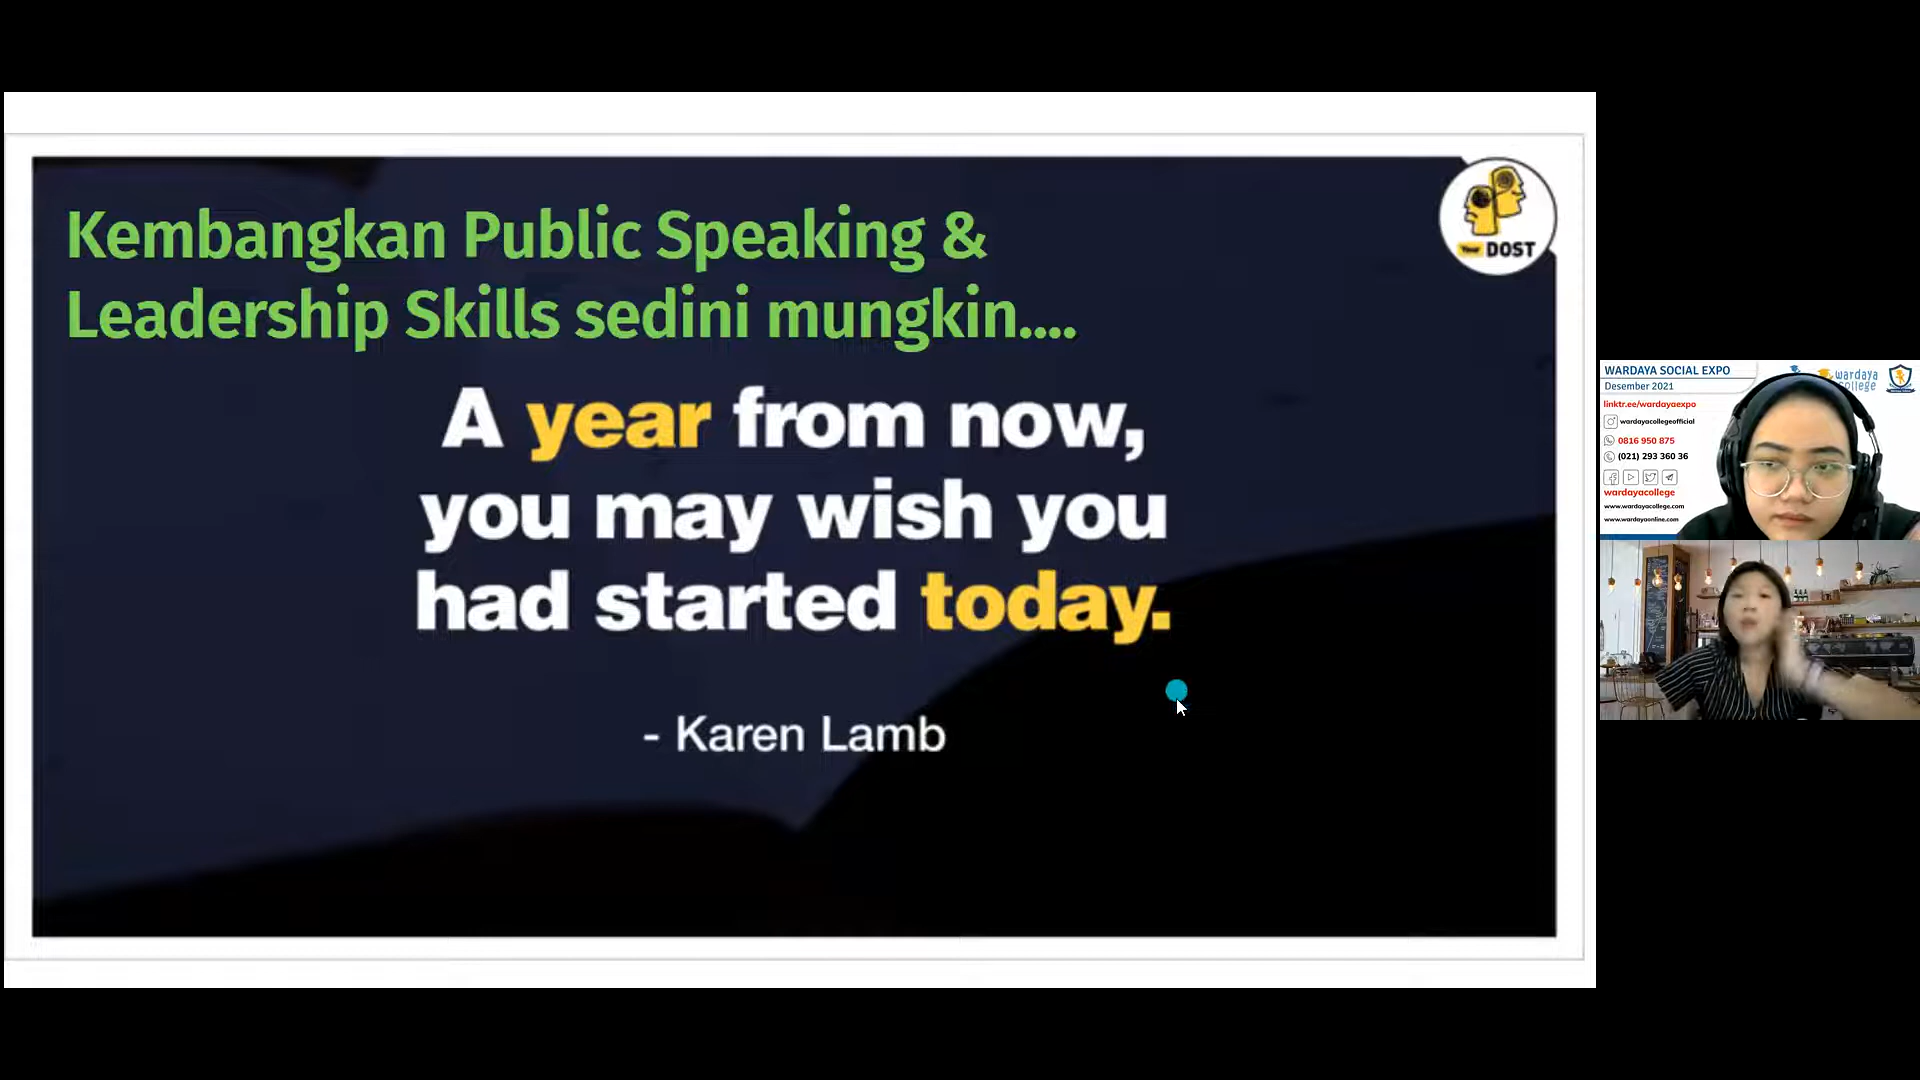 Kembangkan Public Speaking &
Leadership Skills sedini mungkin....
A year from now,
you may wish you
had started today.
- Karen Lamb
Your DOST
WARDAYA SOCIAL EXPO
Desember 2021
wardaya
college
linktr.ee/wardayaexpo
wardayacollegeofficial
0816 950 875
(021) 293 360 36
wardayacollege
www.wardayacollege.com
www.wardayaonline.com